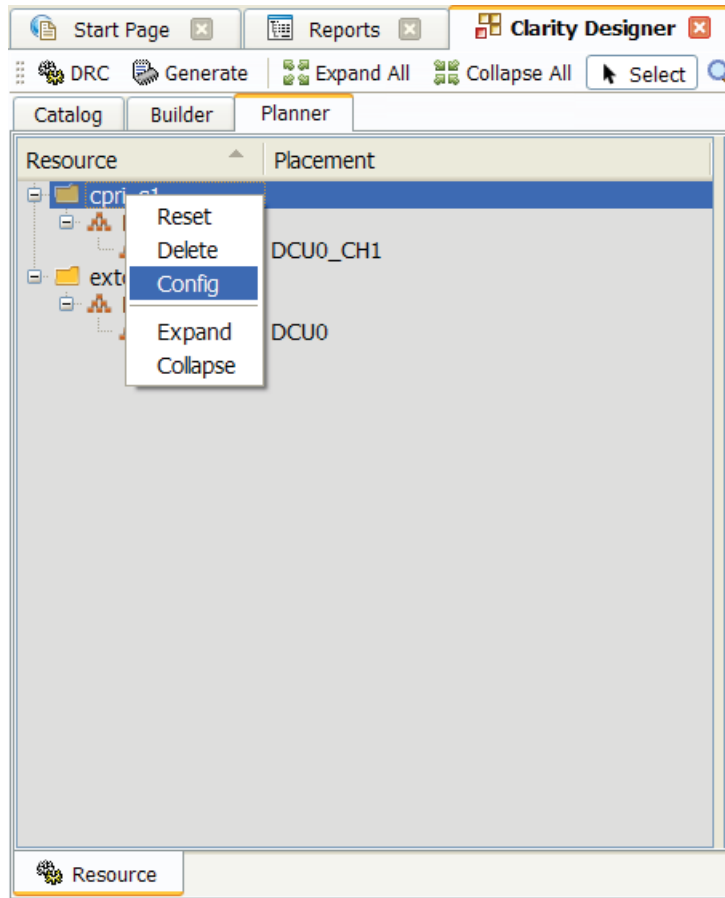 Start Page Reports Clarity Designer
DRC Generate Expand All Collapse All Select
Catalog Builder Planner
Resource Placement
Reset
Delete DCU0_CH1
Config
Expand DCU0
Collapse
Resource